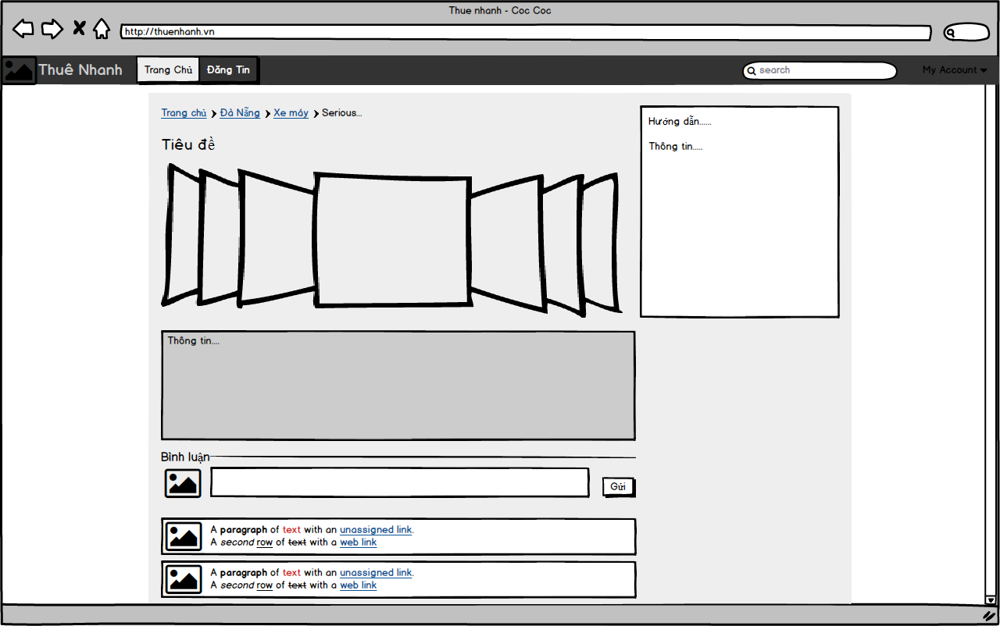 Thue nhanh - Coc Coc
http://thuenhanh.vn
Thuê Nhanh
Trang Chủ
Đăng Tin
search
My Account
Trang chủ Đà Nẵng Xe máy Serious...
Hướng dẫn......
Thông tin.....
Tiêu đề
Thông tin....
Bình luận
Gửi
A paragraph of text with an unassigned link.
A second row of text with a web link
A paragraph of text with an unassigned link.
A second row of text with a web link